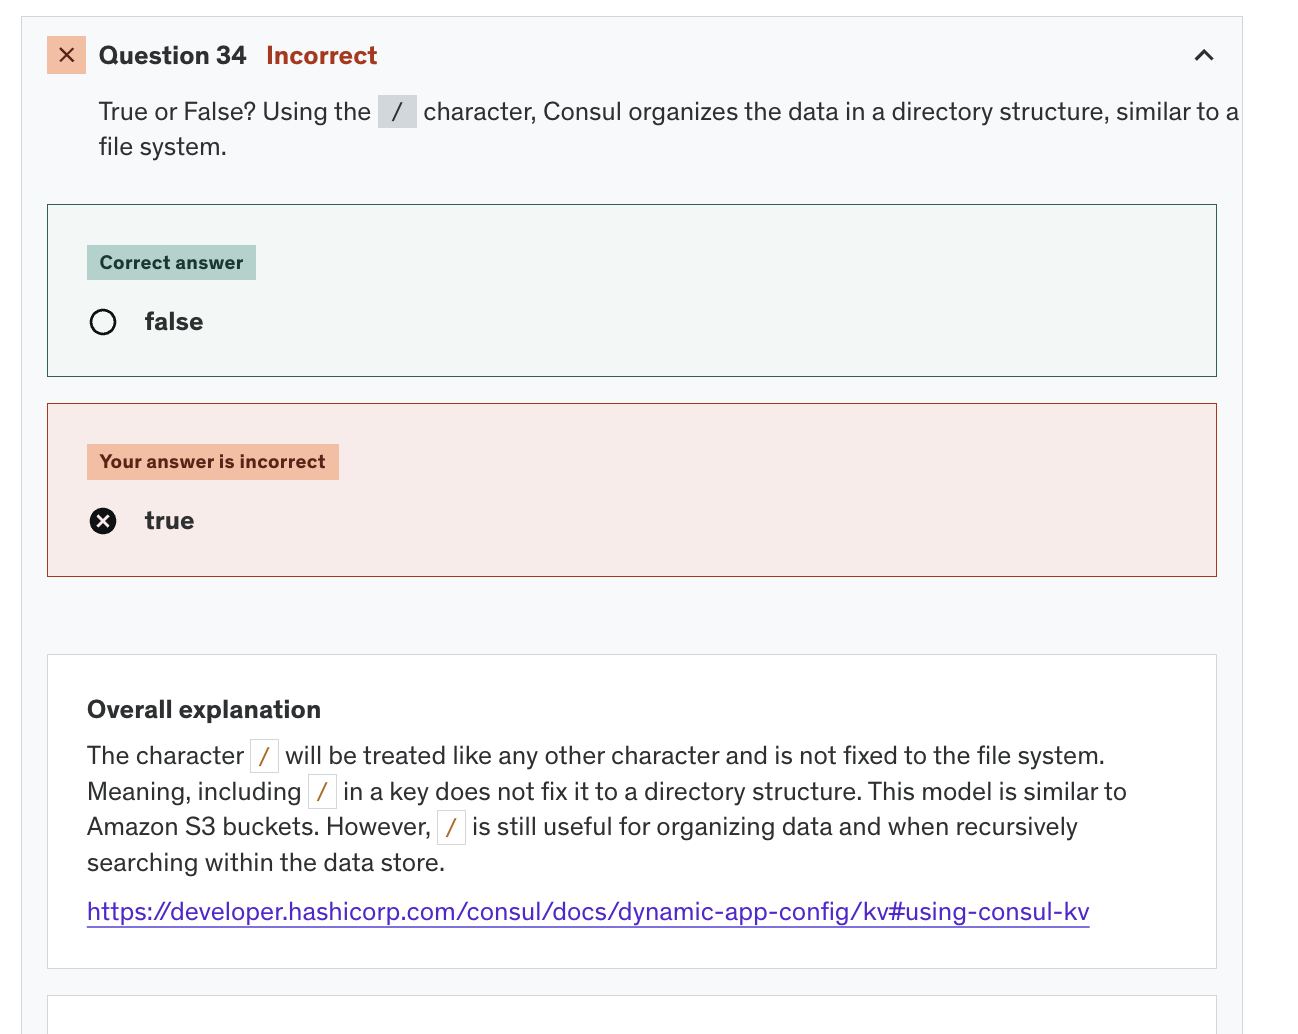 Question 34 Incorrect
True or False? Using the / character, Consul organizes the data in a directory structure, similar to a
file system.
Correct answer
false
Your answer is incorrect
true
Overall explanation
The character / will be treated like any other character and is not fixed to the file system.
Meaning, including / in a key does not fix it to a directory structure. This model is similar to
Amazon S3 buckets. However, / is still useful for organizing data and when recursively
searching within the data store.
https://developer.hashicorp.com/consul/docs/dynamic-app-config/kv#using-consul-kv